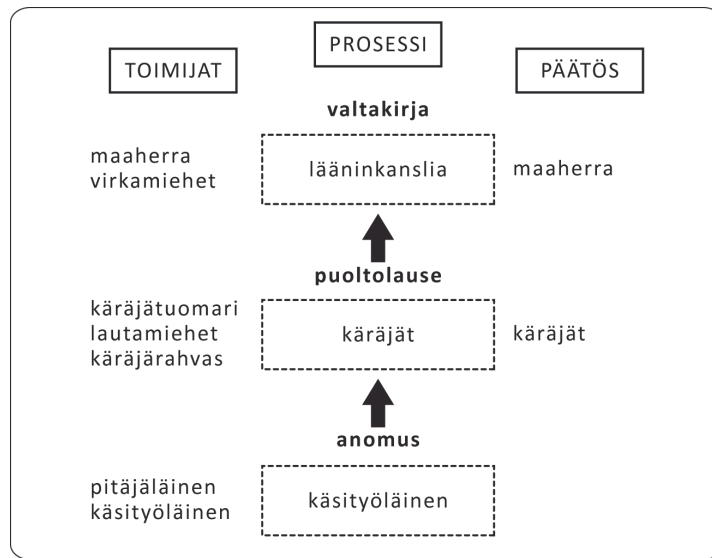 PROSESSI
TOIMIJAT
PÄÄTÖS
valtakirja
maaherra
virkamiehet
lääninkanslia
maaherra
puoltolause
käräjätuomari
lautamiehet
käräjärahvas
käräjät
käräjät
anomus
pitäjäläinen
käsityöläinen
käsityöläinen